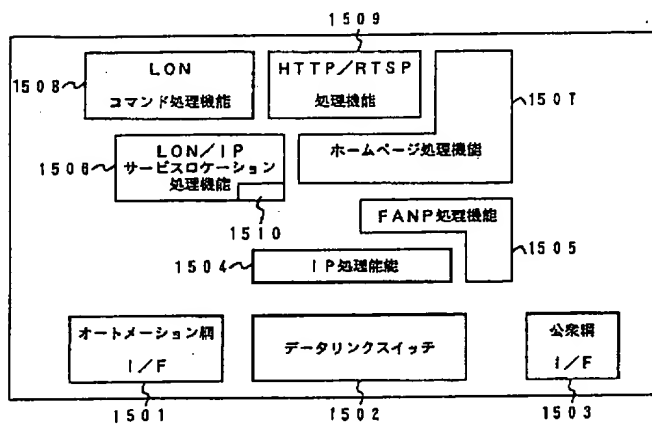 1509
LON
コマンド処理機能
1508
HTTP/RTSP
処理機能
1507
LON/IP
サービスロケーション
処理機能
1506
ホームページ処理機能
1510
FANP処理機能
1505
1504
IP処理能能
オートメーション網
I/F
データリンクスイッチ
公衆網
I/F
1501
1502
1503